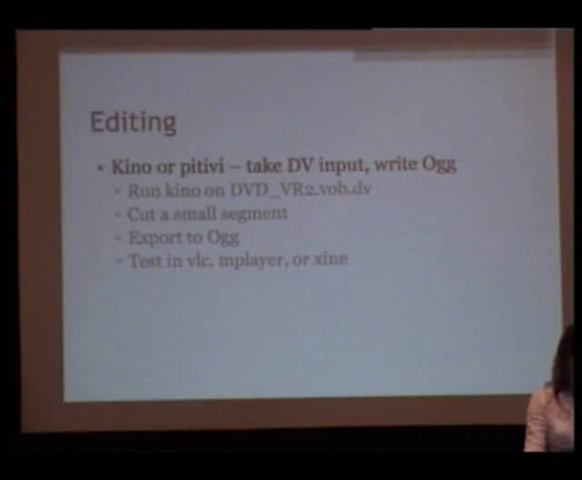 Editing
• Kino or pitivi – take DV input, write Ogg
◦ Run kino on DVD_VR2.vob.dv
◦ Cut a small segment
◦ Export to Ogg
◦ Test in vlc, mplayer, or xine